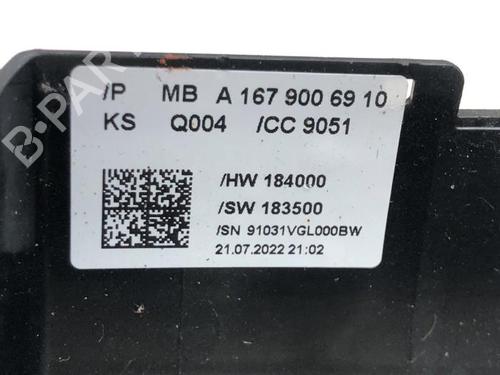 /P MB A 167 900 69 10
KS Q004 /CC 9051
/HW 184000
/SW 183500
/SN 91031VGL000BW
21.07.2022 21:02
B-PARTS